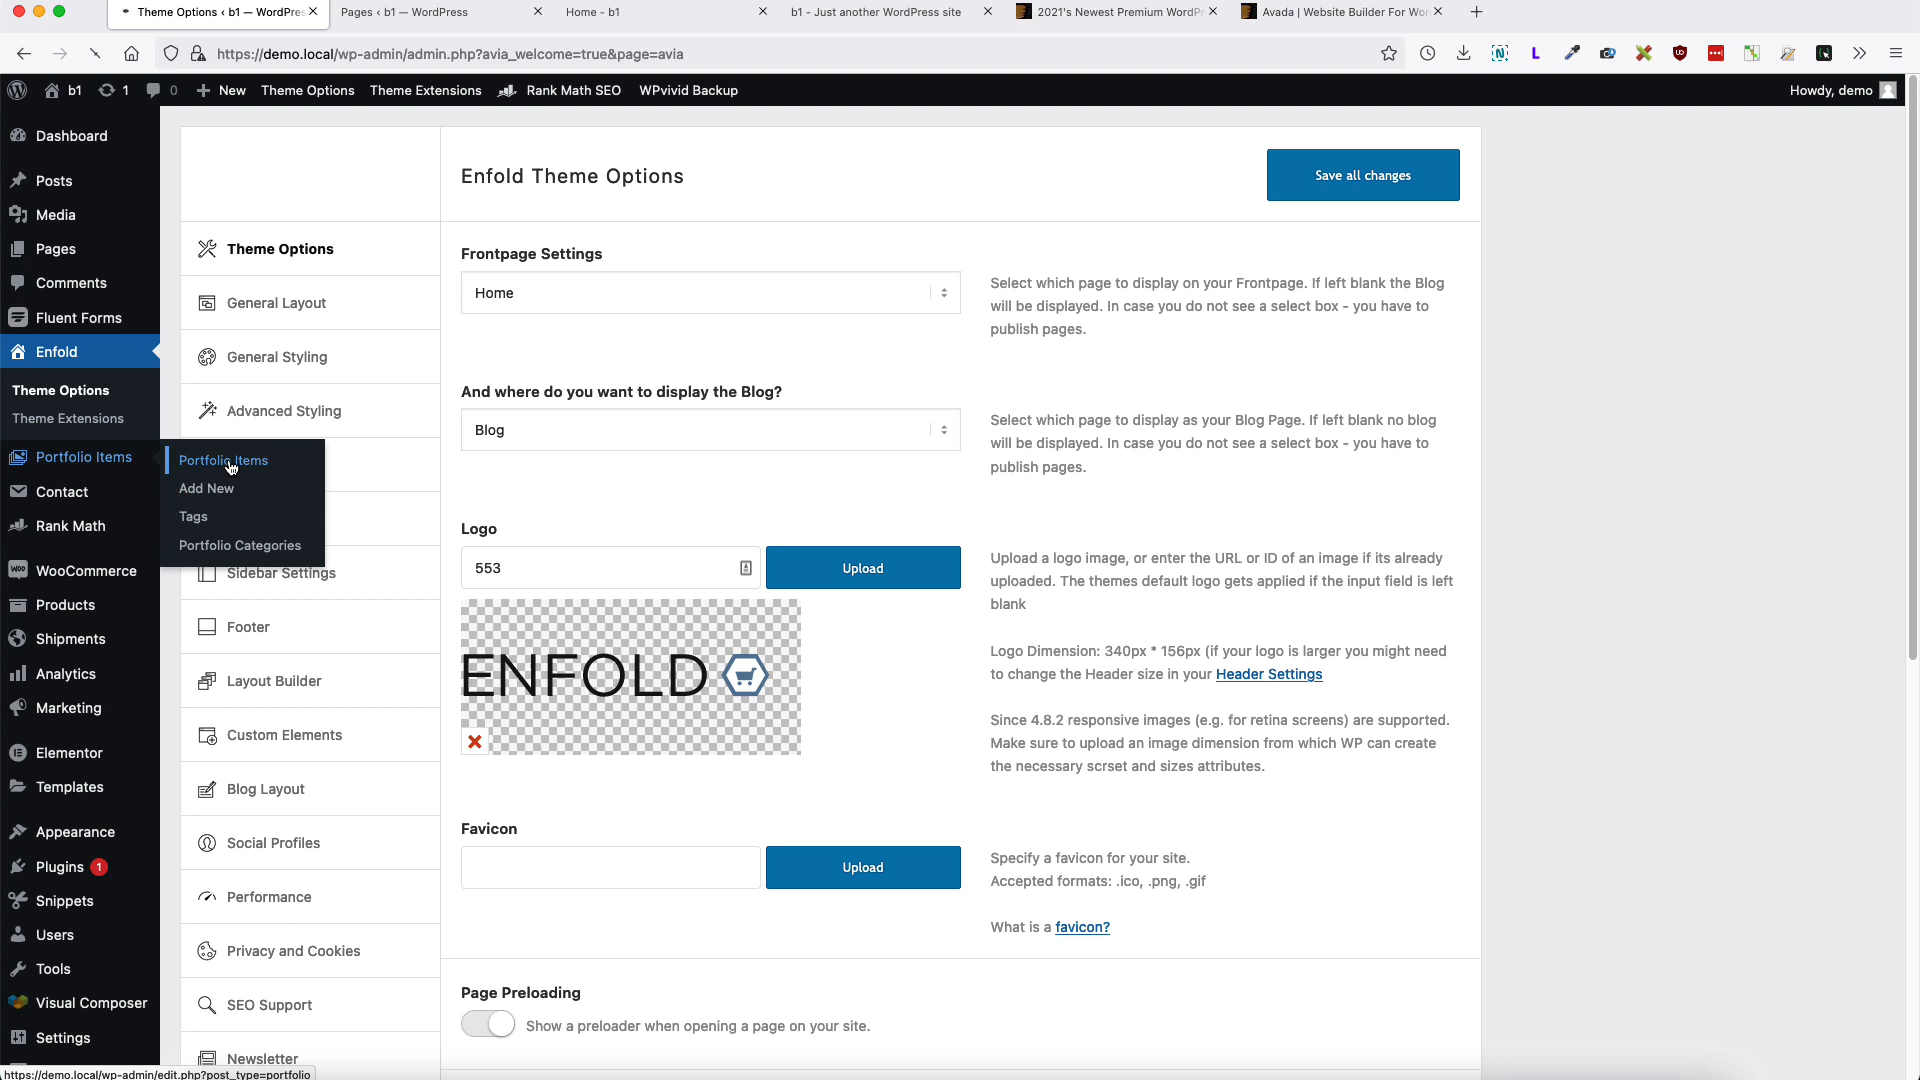 Theme Options ‹ b1 — WordPres
Pages ‹ b1 — WordPress
Home - b1
b1 - Just another WordPress site
2021's Newest Premium WordP
Avada | Website Builder For Wor
https://demo.local/wp-admin/admin.php?avia_welcome=true&page=avia
b1
1
0
New
Theme Options
Theme Extensions
Rank Math SEO
WPvivid Backup
Howdy, demo
Dashboard
Posts
Media
Pages
Comments
Fluent Forms
Enfold
Theme Options
Theme Extensions
Portfolio Items
Contact
Rank Math
WooCommerce
Products
Shipments
Analytics
Marketing
Elementor
Templates
Appearance
Plugins 1
Snippets
Users
Tools
Visual Composer
Settings
Portfolio Items
Add New
Tags
Portfolio Categories
Theme Options
General Layout
General Styling
Advanced Styling
Sidebar Settings
Footer
Layout Builder
Custom Elements
Blog Layout
Social Profiles
Performance
Privacy and Cookies
SEO Support
Newsletter
Enfold Theme Options
Save all changes
Frontpage Settings
Home
Select which page to display on your Frontpage. If left blank the Blog
will be displayed. In case you do not see a select box - you have to
publish pages.
And where do you want to display the Blog?
Blog
Select which page to display as your Blog Page. If left blank no blog
will be displayed. In case you do not see a select box - you have to
publish pages.
Logo
553
Upload
ENFOLD
Upload a logo image, or enter the URL or ID of an image if its already
uploaded. The themes default logo gets applied if the input field is left
blank
Logo Dimension: 340px * 156px (if your logo is larger you might need
to change the Header size in your Header Settings
Since 4.8.2 responsive images (e.g. for retina screens) are supported.
Make sure to upload an image dimension from which WP can create
the necessary scrset and sizes attributes.
Favicon
Upload
Specify a favicon for your site.
Accepted formats: .ico, .png, .gif
What is a favicon?
Page Preloading
Show a preloader when opening a page on your site.
https://demo.local/wp-admin/edit.php?post_type=portfolio